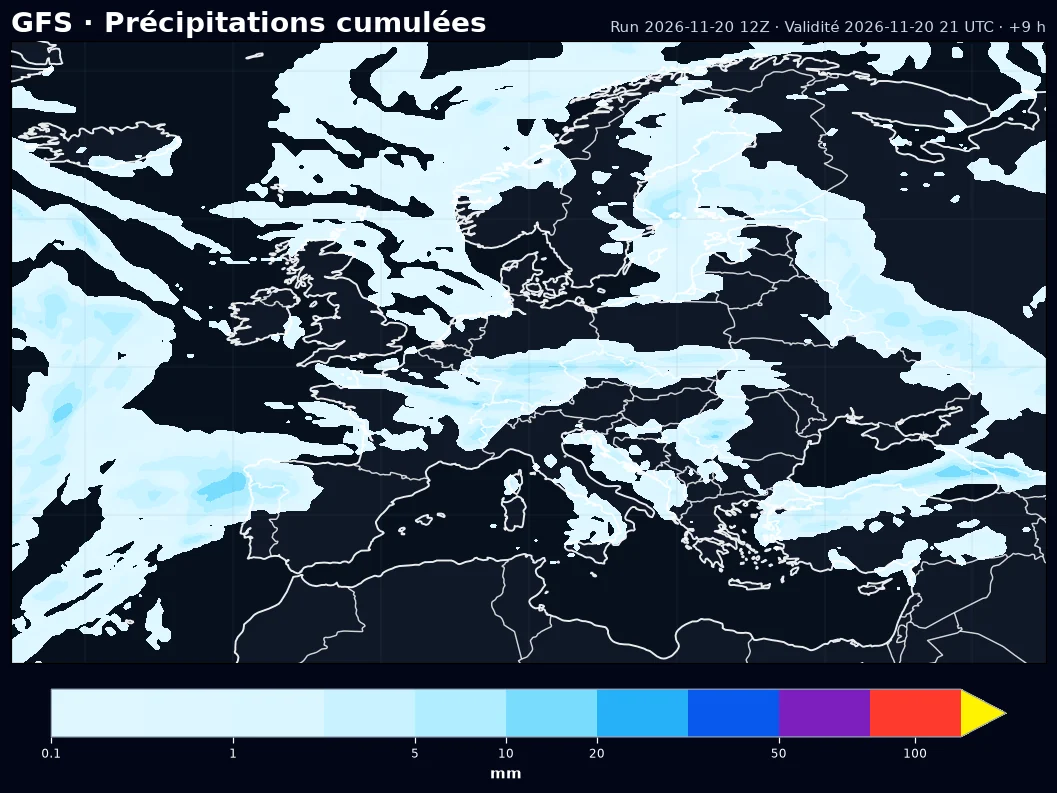 GFS · Précipitations cumulées
Run 2026-11-20 12Z · Validité 2026-11-20 21 UTC · +9 h
0.1 1 5 10 20 50 100
mm